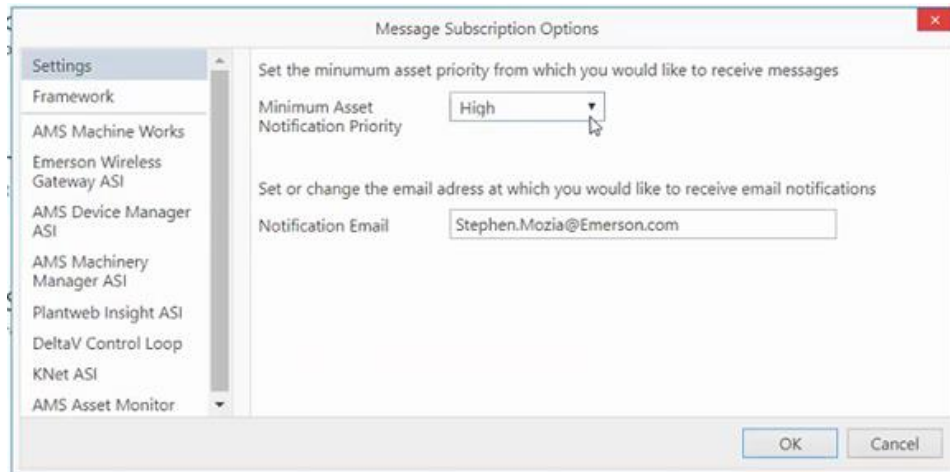 Message Subscription Options
Settings
Framework
AMS Machine Works
Emerson Wireless
Gateway ASI
AMS Device Manager
ASI
AMS Machinery
Manager ASI
Plantweb Insight ASI
DeltaV Control Loop
KNet ASI
AMS Asset Monitor
Set the minumum asset priority from which you would like to receive messages
Minimum Asset
Notification Priority
High
Set or change the email adress at which you would like to receive email notifications
Notification Email
Stephen.Mozia@Emerson.com
OK
Cancel